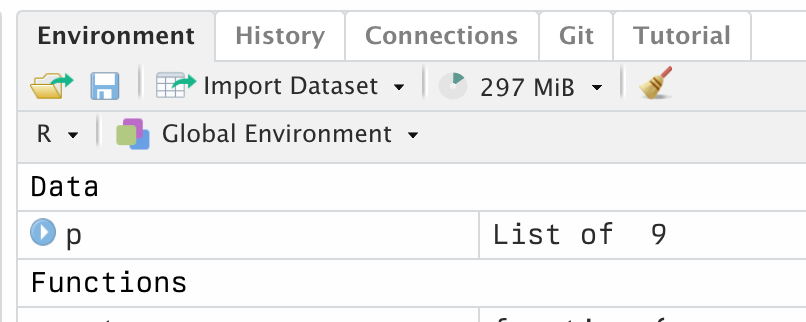 Environment History Connections Git Tutorial
Import Dataset 297 MiB
R Global Environment
Data
p List of  9
Functions